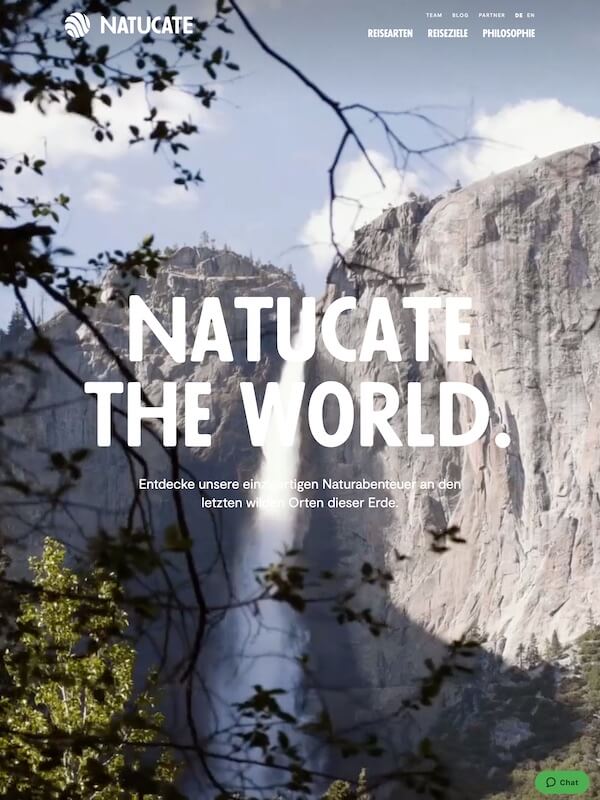 NATUCATE
TEAM BLOG PARTNER DE EN
REISEARTEN REISEZIELE PHILOSOPHIE
NATUCATE
THE WORLD.
Entdecke unsere einzigartigen Naturabenteuer an den
letzten wilden Orten dieser Erde.
Chat